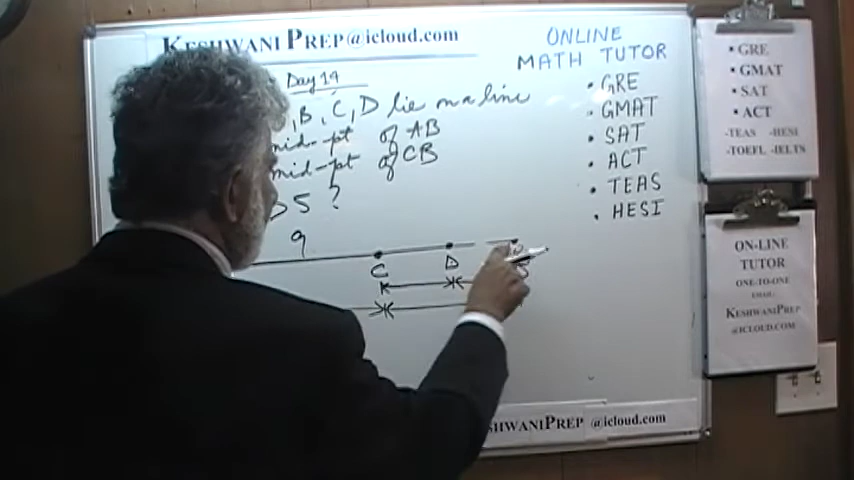 KESHWANI PREP@icloud.com
Day 19
, B, C, D lie on a line
mid-pt of AB
mid-pt of CB
5 ?
9
C D
ONLINE
MATH TUTOR
• GRE
• GMAT
• SAT
• ACT
• TEAS
• HESI
• GRE
• GMAT
• SAT
• ACT
-TEAS -HESI
-TOEFL -IELTS
ON-LINE
TUTOR
ONE-TO-ONE
EMAIL:
KESHWANIPREP
@ICLOUD.COM
SHWANIPREP @icloud.com